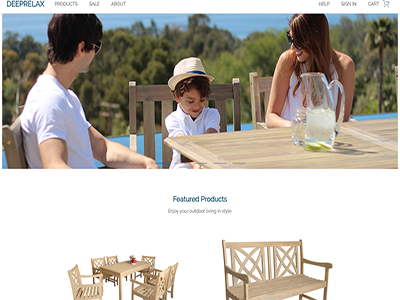 DEEPRELAX PRODUCTS SALE ABOUT HELP SIGN IN CART
Featured Products
Enjoy your outdoor living in style.